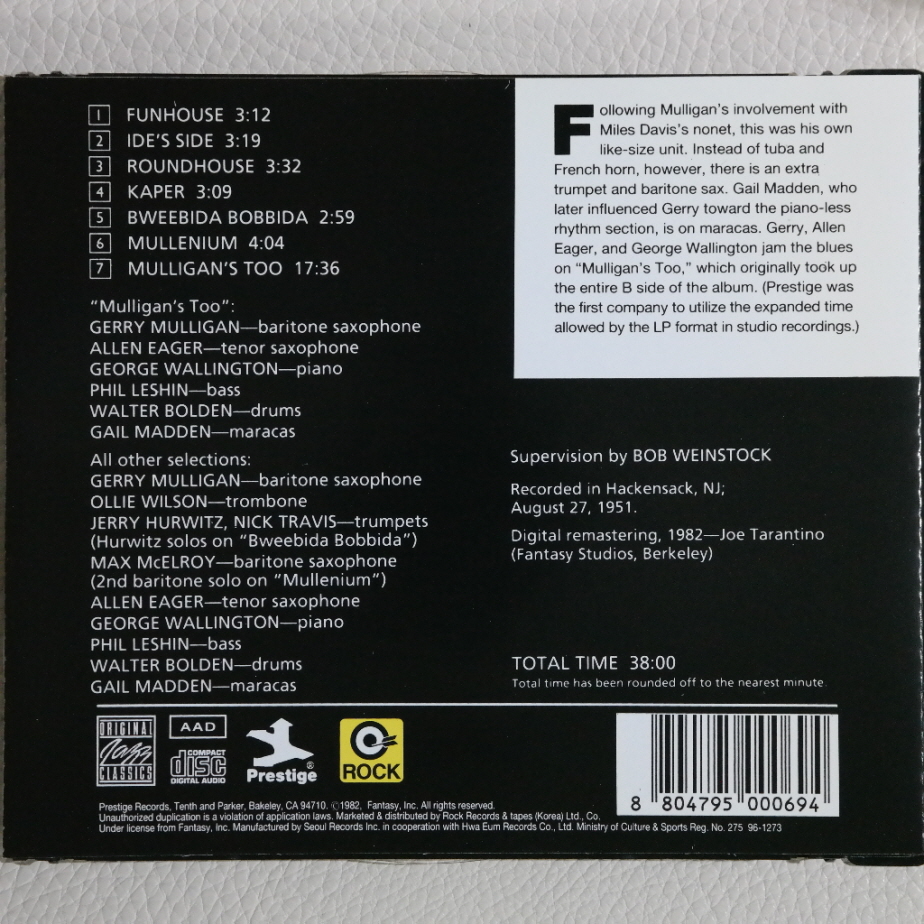 1 FUNHOUSE 3:12
2 IDE'S SIDE 3:19
3 ROUNDHOUSE 3:32
4 KAPER 3:09
5 BWEEBIDA BOBBIDA 2:59
6 MULLENIUM 4:04
7 MULLIGAN'S TOO 17:36
"Mulligan's Too":
GERRY MULLIGAN—baritone saxophone
ALLEN EAGER—tenor saxophone
GEORGE WALLINGTON—piano
PHIL LESHIN—bass
WALTER BOLDEN—drums
GAIL MADDEN—maracas
All other selections:
GERRY MULLIGAN—baritone saxophone
OLLIE WILSON—trombone
JERRY HURWITZ, NICK TRAVIS—trumpets
(Hurwitz solos on "Bweebida Bobbida")
MAX McELROY—baritone saxophone
(2nd baritone solo on "Mullenium")
ALLEN EAGER—tenor saxophone
GEORGE WALLINGTON—piano
PHIL LESHIN—bass
WALTER BOLDEN—drums
GAIL MADDEN—maracas
Following Mulligan's involvement with
Miles Davis's nonet, this was his own
like-size unit. Instead of tuba and
French horn, however, there is an extra
trumpet and baritone sax. Gail Madden, who
later influenced Gerry toward the piano-less
rhythm section, is on maracas. Gerry, Allen
Eager, and George Wallington jam the blues
on "Mulligan's Too," which originally took up
the entire B side of the album. (Prestige was
the first company to utilize the expanded time
allowed by the LP format in studio recordings.)
Supervision by BOB WEINSTOCK
Recorded in Hackensack, NJ;
August 27, 1951.
Digital remastering, 1982—Joe Tarantino
(Fantasy Studios, Berkeley)
TOTAL TIME 38:00
Total time has been rounded off to the nearest minute.
ORIGINAL
Jazz
CLASSICS
AAD
COMPACT
disc
DIGITAL AUDIO
Prestige®
ROCK
8 804795 000694
Prestige Records, Tenth and Parker, Bakeley, CA 94710. ©1982, Fantasy, Inc. All rights reserved.
Unauthorized duplication is a violation of application laws. Marketed & distributed by Rock Records & tapes (Korea) Ltd., Co.
Under license from Fantasy, Inc. Manufactured by Seoul Records Inc. in cooperation with Hwa Eum Records Co., Ltd. Ministry of Culture & Sports Reg. No. 275 96-1273